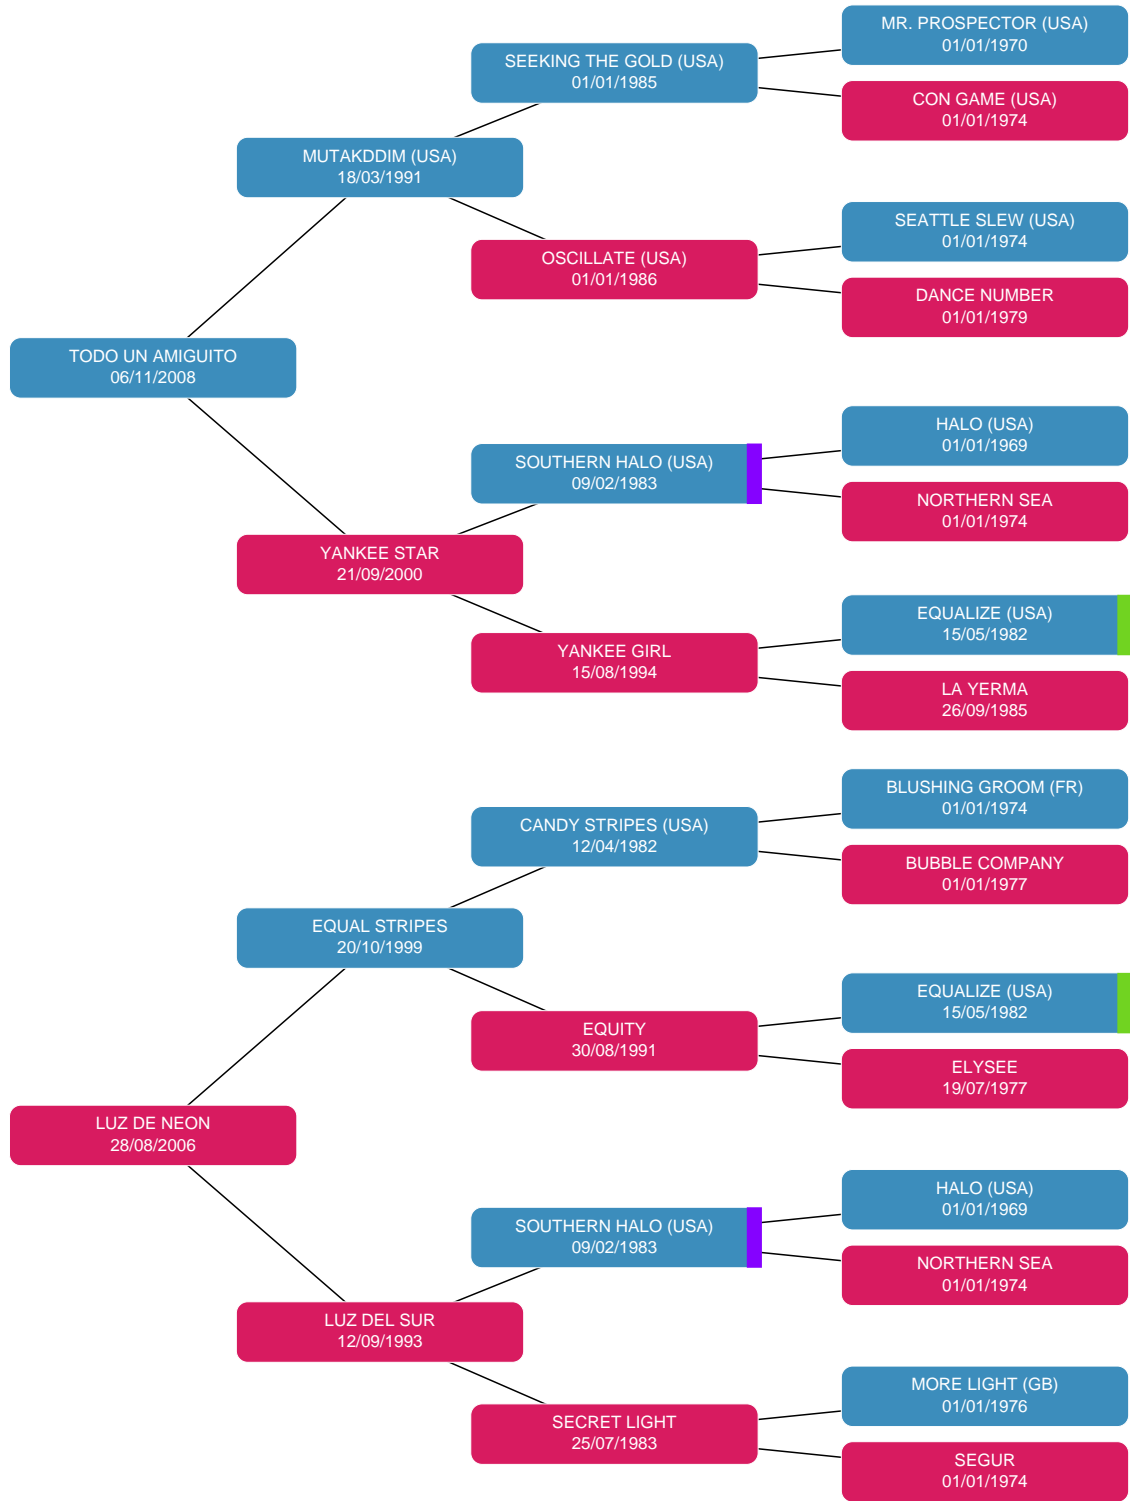 MR. PROSPECTOR (USA)
01/01/1970
SEEKING THE GOLD (USA)
01/01/1985
CON GAME (USA)
01/01/1974
MUTAKDDIM (USA)
18/03/1991
SEATTLE SLEW (USA)
01/01/1974
OSCILLATE (USA)
01/01/1986
DANCE NUMBER
01/01/1979
TODO UN AMIGUITO
06/11/2008
HALO (USA)
01/01/1969
SOUTHERN HALO (USA)
09/02/1983
NORTHERN SEA
01/01/1974
YANKEE STAR
21/09/2000
EQUALIZE (USA)
15/05/1982
YANKEE GIRL
15/08/1994
LA YERMA
26/09/1985
BLUSHING GROOM (FR)
01/01/1974
CANDY STRIPES (USA)
12/04/1982
BUBBLE COMPANY
01/01/1977
EQUAL STRIPES
20/10/1999
EQUALIZE (USA)
15/05/1982
EQUITY
30/08/1991
ELYSEE
19/07/1977
LUZ DE NEON
28/08/2006
HALO (USA)
01/01/1969
SOUTHERN HALO (USA)
09/02/1983
NORTHERN SEA
01/01/1974
LUZ DEL SUR
12/09/1993
MORE LIGHT (GB)
01/01/1976
SECRET LIGHT
25/07/1983
SEGUR
01/01/1974